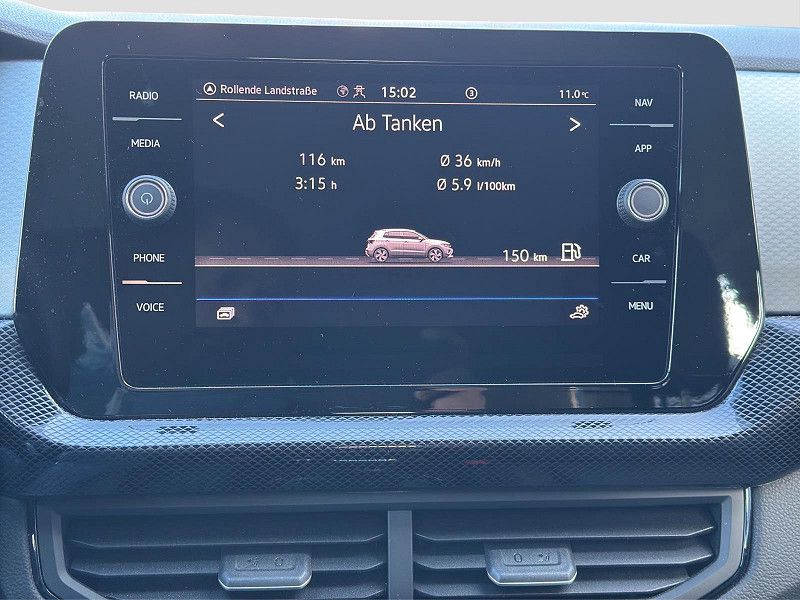 RADIO
MEDIA
PHONE
VOICE
Rollende Landstraße 15:02 3 11.0 °C
< Ab Tanken >
116 km Ø 36 km/h
3:15 h Ø 5.9 l/100km
150 km
NAV
APP
CAR
MENU